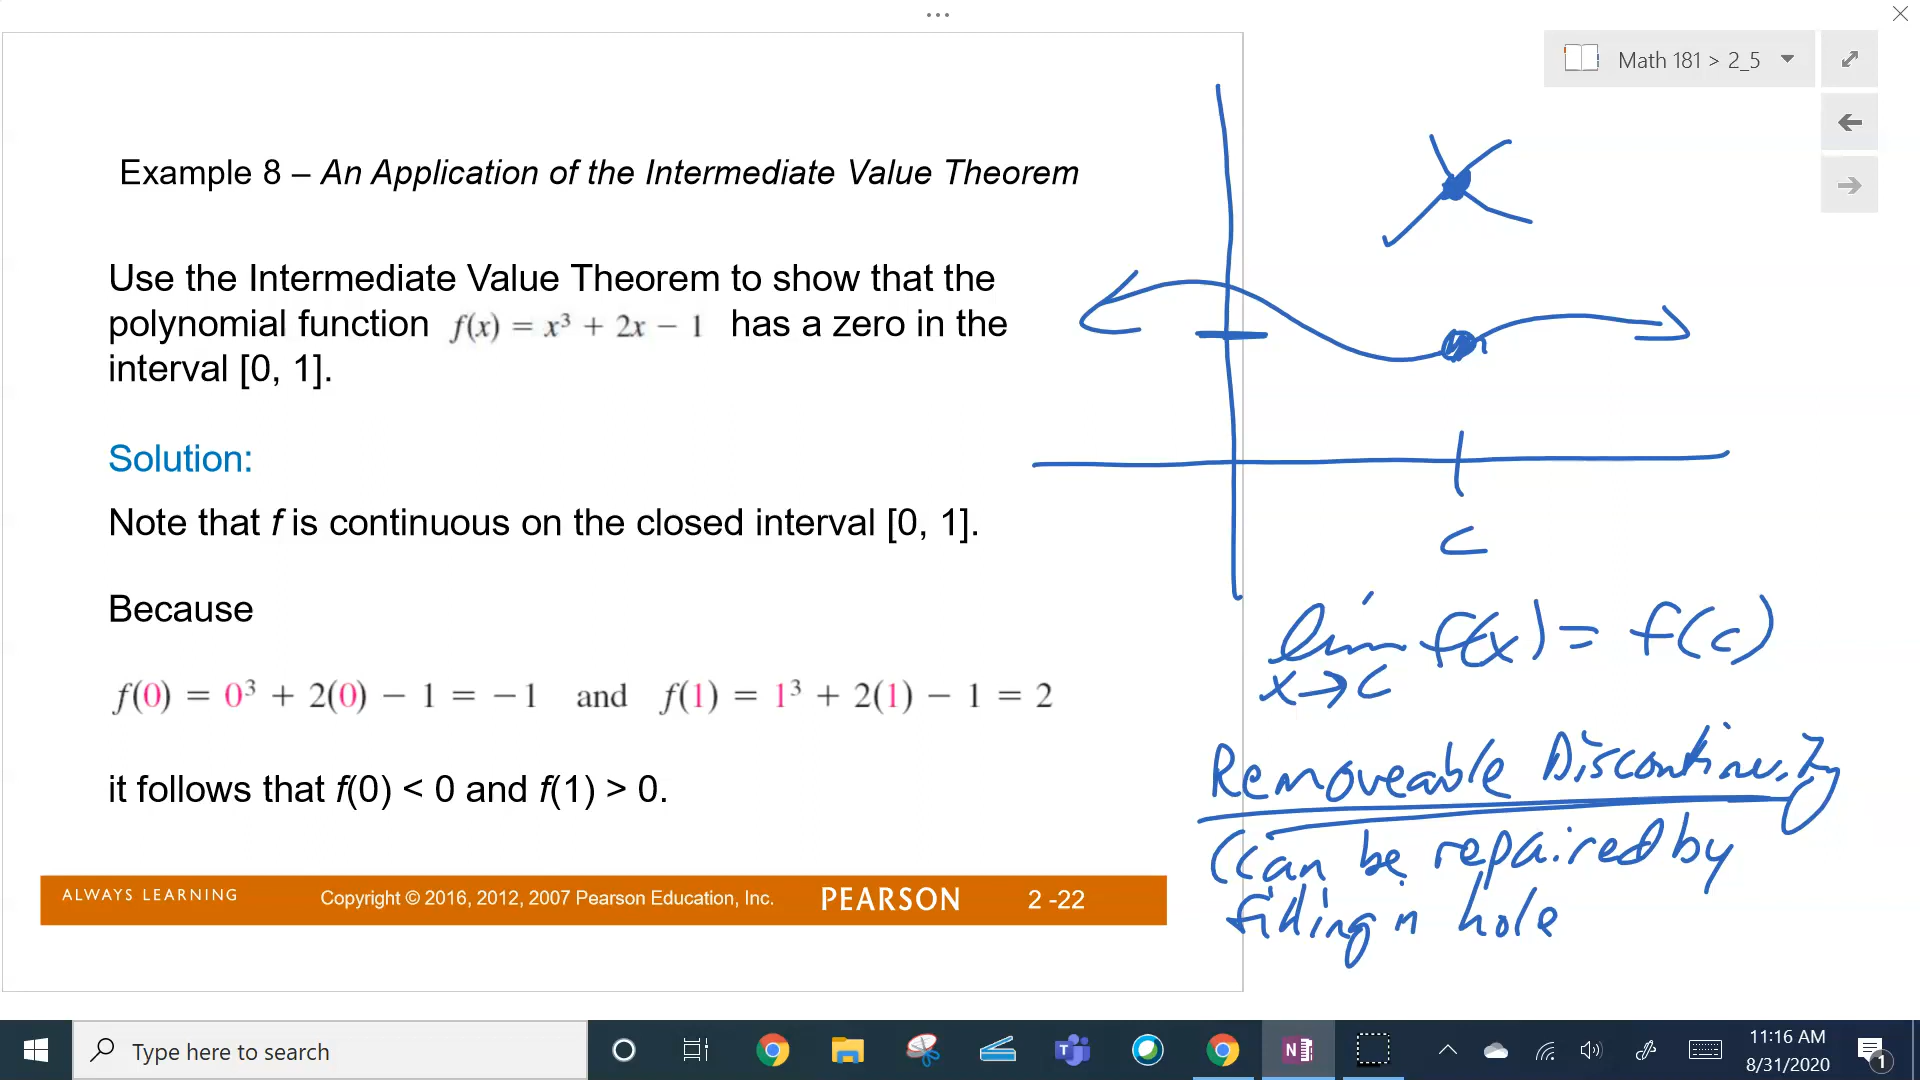 Math 181 > 2_5
Example 8 – An Application of the Intermediate Value Theorem
Use the Intermediate Value Theorem to show that the
polynomial function f(x) = x³ + 2x − 1 has a zero in the
interval [0, 1].
Solution:
Note that f is continuous on the closed interval [0, 1].
Because
f(0) = 0³ + 2(0) − 1 = −1 and f(1) = 1³ + 2(1) − 1 = 2
it follows that f(0) < 0 and f(1) > 0.
ALWAYS LEARNING
Copyright © 2016, 2012, 2007 Pearson Education, Inc.
PEARSON
2 -22
c
lim f(x) = f(c)
x→c
Removeable Discontinuity
(can be repaired by
filling n hole
Type here to search
11:16 AM
8/31/2020
1